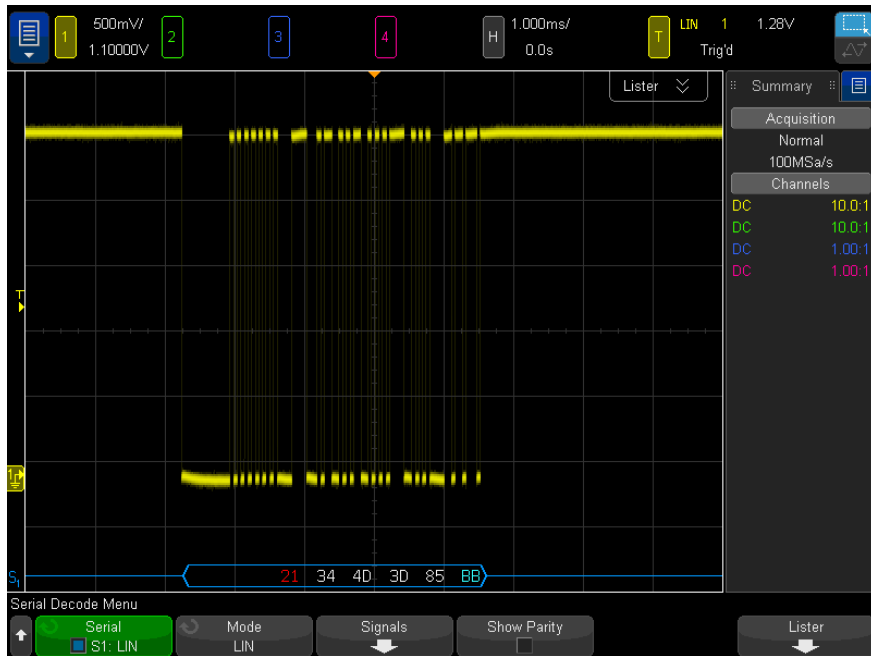 1 500mV/ 2 3 4 H 1.000ms/ T LIN 1 1.28V
1.10000V 0.0s Trig'd
Lister
Summary
Acquisition
Normal
100MSa/s
Channels
DC 10.0:1
DC 10.0:1
DC 1.00:1
DC 1.00:1
T
1
S1 21 34 4D 3D 85 BB
Serial Decode Menu
Serial Mode Signals Show Parity Lister
S1: LIN LIN